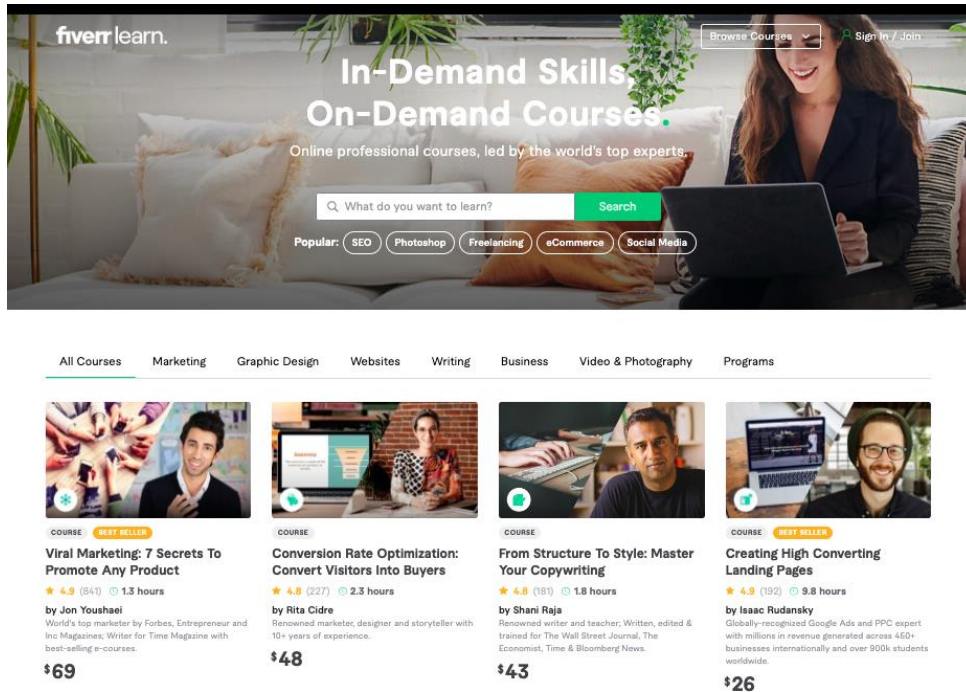 fiverr learn.
Browse Courses
Sign In / Join
In-Demand Skills,
On-Demand Courses.
Online professional courses, led by the world's top experts.
What do you want to learn?
Search
Popular: SEO Photoshop Freelancing eCommerce Social Media
All Courses Marketing Graphic Design Websites Writing Business Video & Photography Programs
COURSE BEST SELLER
Viral Marketing: 7 Secrets To
Promote Any Product
4.9 (841) 1.3 hours
by Jon Youshaei
World's top marketer by Forbes, Entrepreneur and
Inc Magazines; Writer for Time Magazine with
best-selling e-courses.
$69
COURSE
Conversion Rate Optimization:
Convert Visitors Into Buyers
4.8 (227) 2.3 hours
by Rita Cidre
Renowned marketer, designer and storyteller with
10+ years of experience.
$48
COURSE
From Structure To Style: Master
Your Copywriting
4.8 (181) 1.8 hours
by Shani Raja
Renowned writer and teacher; Written, edited &
trained for The Wall Street Journal, The
Economist, Time & Bloomberg News.
$43
COURSE BEST SELLER
Creating High Converting
Landing Pages
4.9 (192) 9.8 hours
by Isaac Rudansky
Globally-recognized Google Ads and PPC expert
with millions in revenue generated across 450+
businesses internationally and over 900k students
worldwide.
$26